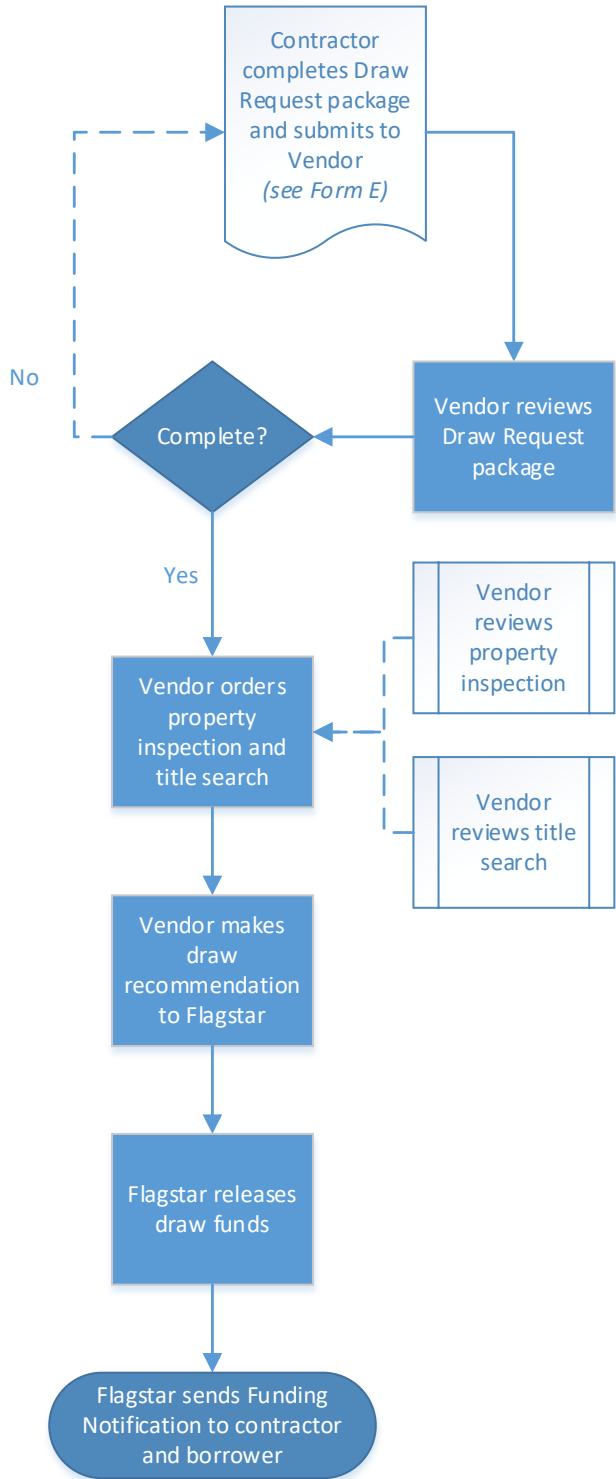 Contractor
completes Draw
Request package
and submits to
Vendor
(see Form E)
No
Complete?
Vendor reviews
Draw Request
package
Yes
Vendor
reviews
property
inspection
Vendor orders
property
inspection and
title search
Vendor
reviews title
search
Vendor makes
draw
recommendation
to Flagstar
Flagstar releases
draw funds
Flagstar sends Funding
Notification to contractor
and borrower